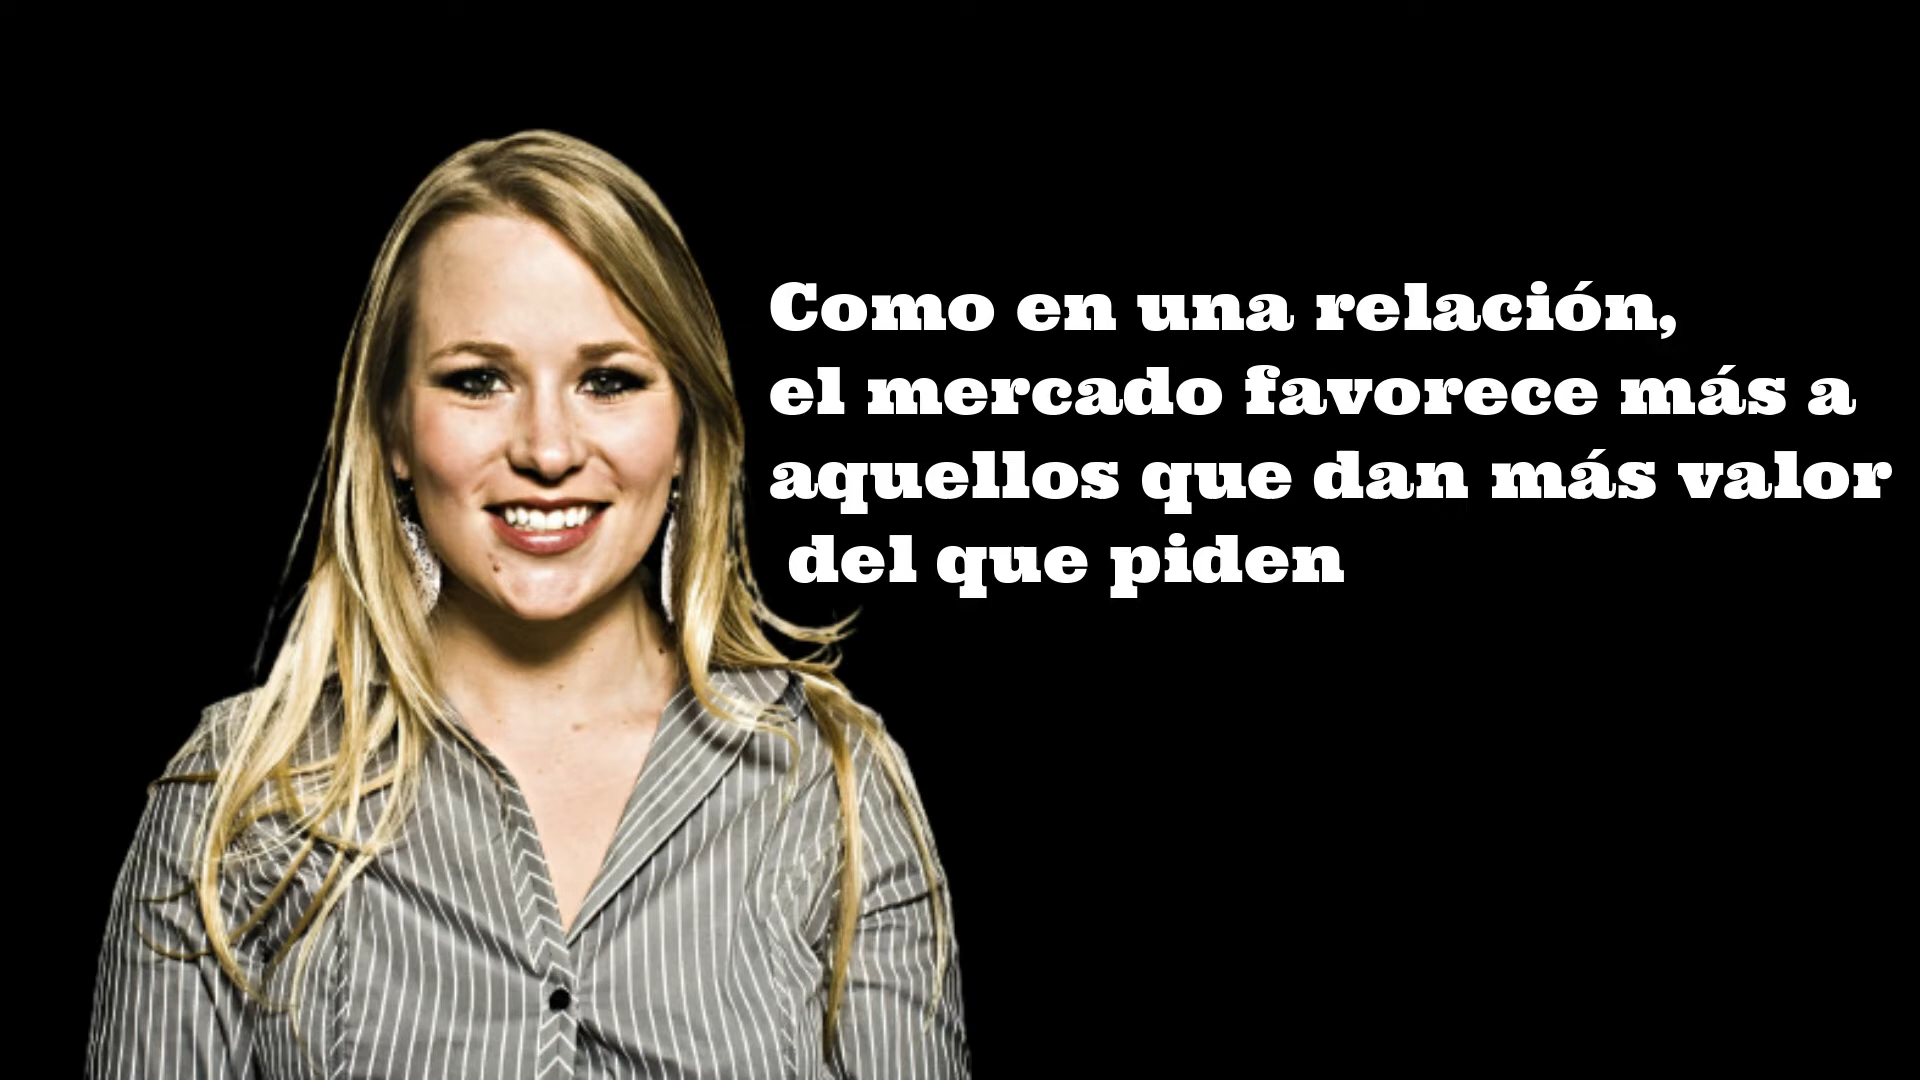 Como en una relación,
el mercado favorece más a
aquellos que dan más valor
del que piden